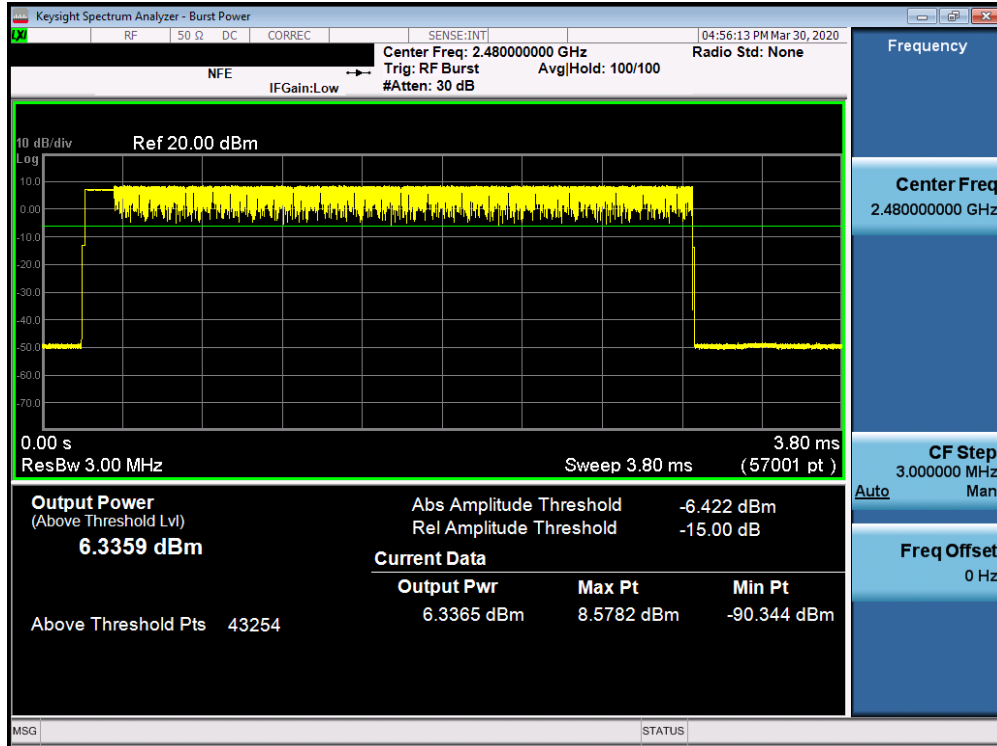 Keysight Spectrum Analyzer - Burst Power
LXI RF 50 Ω DC CORREC SENSE:INT 04:56:13 PM Mar 30, 2020
Center Freq: 2.480000000 GHz Radio Std: None
NFE Trig: RF Burst Avg|Hold: 100/100
IFGain:Low #Atten: 30 dB
10 dB/div Ref 20.00 dBm
Log
10.0
0.00
-10.0
-20.0
-30.0
-40.0
-50.0
-60.0
-70.0
0.00 s 3.80 ms
ResBw 3.00 MHz Sweep 3.80 ms (57001 pt)
Output Power
(Above Threshold Lvl)
6.3359 dBm
Above Threshold Pts 43254
Abs Amplitude Threshold -6.422 dBm
Rel Amplitude Threshold -15.00 dB
Current Data
Output Pwr Max Pt Min Pt
6.3365 dBm 8.5782 dBm -90.344 dBm
Frequency
Center Freq
2.480000000 GHz
CF Step
3.000000 MHz
Auto Man
Freq Offset
0 Hz
MSG STATUS